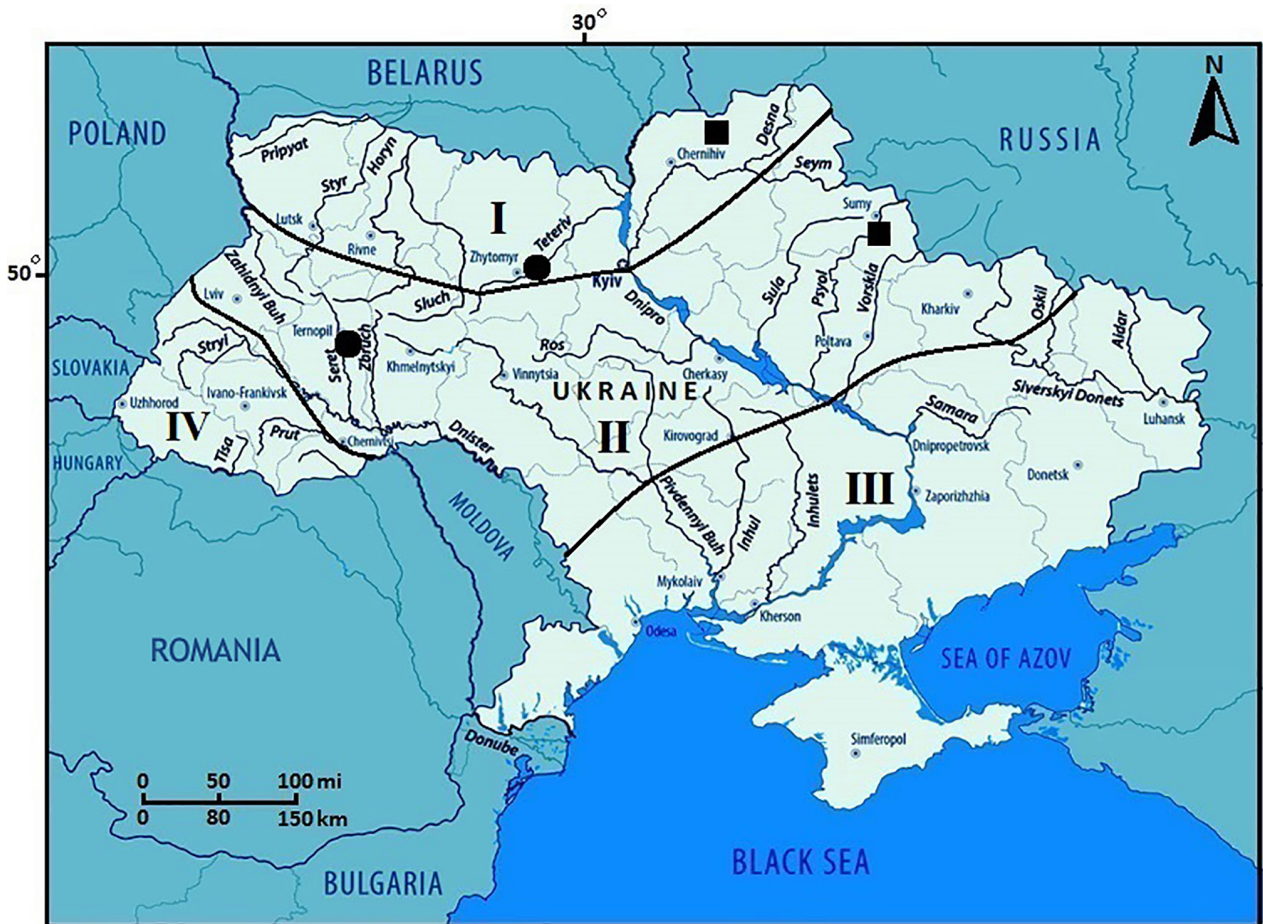 30°
BELARUS
N
POLAND
RUSSIA
Desna
Pripyat
Horyn
Chernihiv
Seym
Styr
Sumy
Lutsk
I
Teteriv
Rivne
Zhytomyr
50°
Kyiv
Zahidnyi Buh
Lviv
Sluch
Dnipro
Sula
Psyol
Vorskla
Kharkiv
Oskil
Aidar
Ternopil
Stryi
Seret
Zbruch
Ros
Poltava
SLOVAKIA
Khmelnytskyi
Vinnytsia
Cherkasy
UKRAINE
Siverskyi Donets
Uzhhorod
Ivano-Frankivsk
Luhansk
IV
Samara
Tisa
Prut
Chernivtsi
Dnister
II
Kirovograd
Dnipropetrovsk
HUNGARY
Donetsk
III
Pivdennyi Buh
Inhul
Inhulets
Zaporizhzhia
MOLDOVA
Mykolaiv
Kherson
Odesa
ROMANIA
SEA OF AZOV
Donube
Simferopol
0 50 100 mi
0 80 150 km
BLACK SEA
BULGARIA